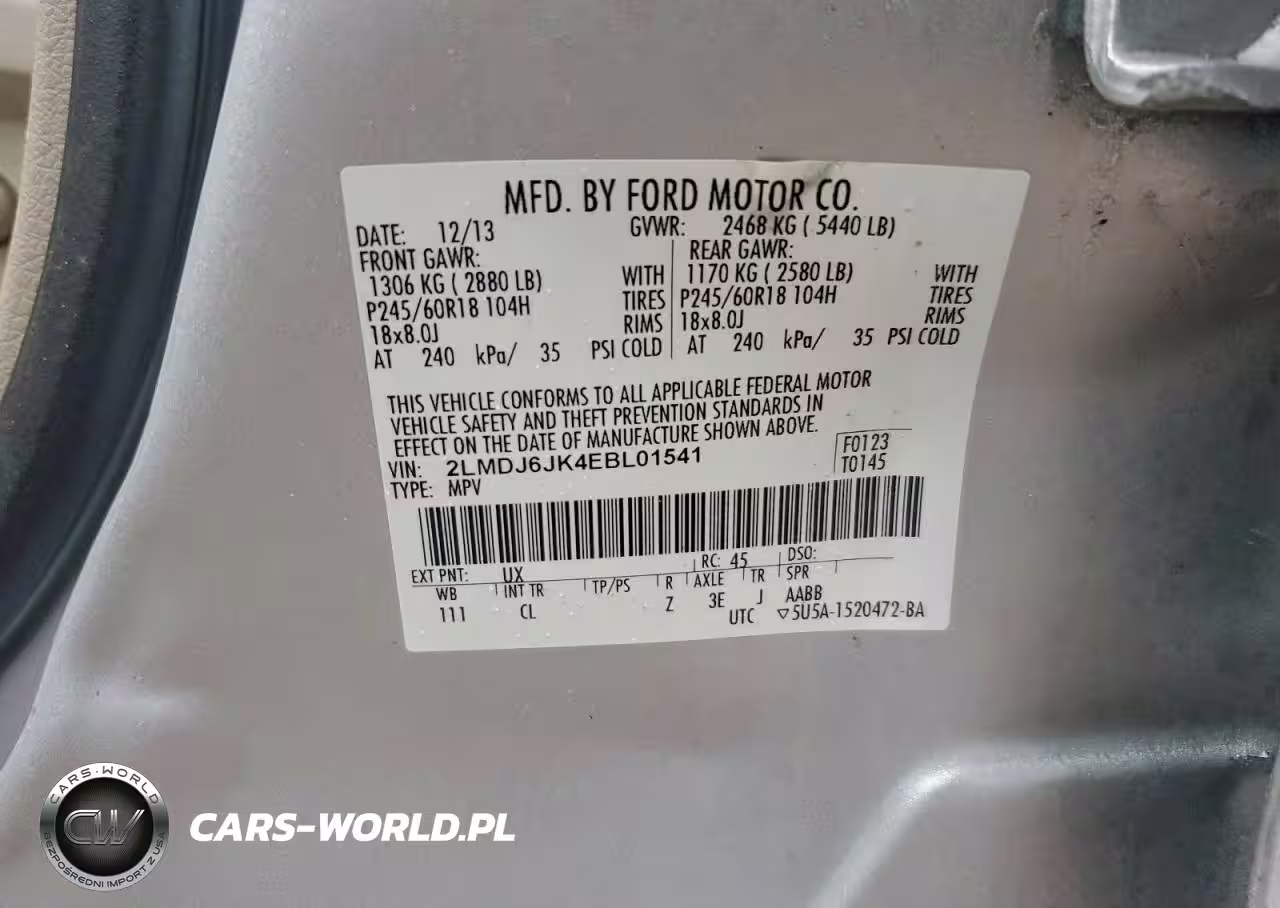 MFD. BY FORD MOTOR CO.
DATE: 12/13 GVWR: 2468 KG ( 5440 LB)
FRONT GAWR: REAR GAWR:
1306 KG ( 2880 LB) WITH 1170 KG ( 2580 LB) WITH
P245/60R18 104H TIRES P245/60R18 104H TIRES
18x8.0J RIMS 18x8.0J RIMS
AT 240 kPa/ 35 PSI COLD AT 240 kPa/ 35 PSI COLD
THIS VEHICLE CONFORMS TO ALL APPLICABLE FEDERAL MOTOR
VEHICLE SAFETY AND THEFT PREVENTION STANDARDS IN
EFFECT ON THE DATE OF MANUFACTURE SHOWN ABOVE.
VIN: 2LMDJ6JK4EBL01541 F0123
TYPE: MPV T0145
EXT PNT: UX RC: 45 DSO:
WB INT TR TP/PS R AXLE TR SPR
111 CL Z 3E J AABB
UTC ▽5U5A-1520472-BA
CARS-WORLD
CW
BEZPOŚREDNI IMPORT Z USA
CARS-WORLD.PL